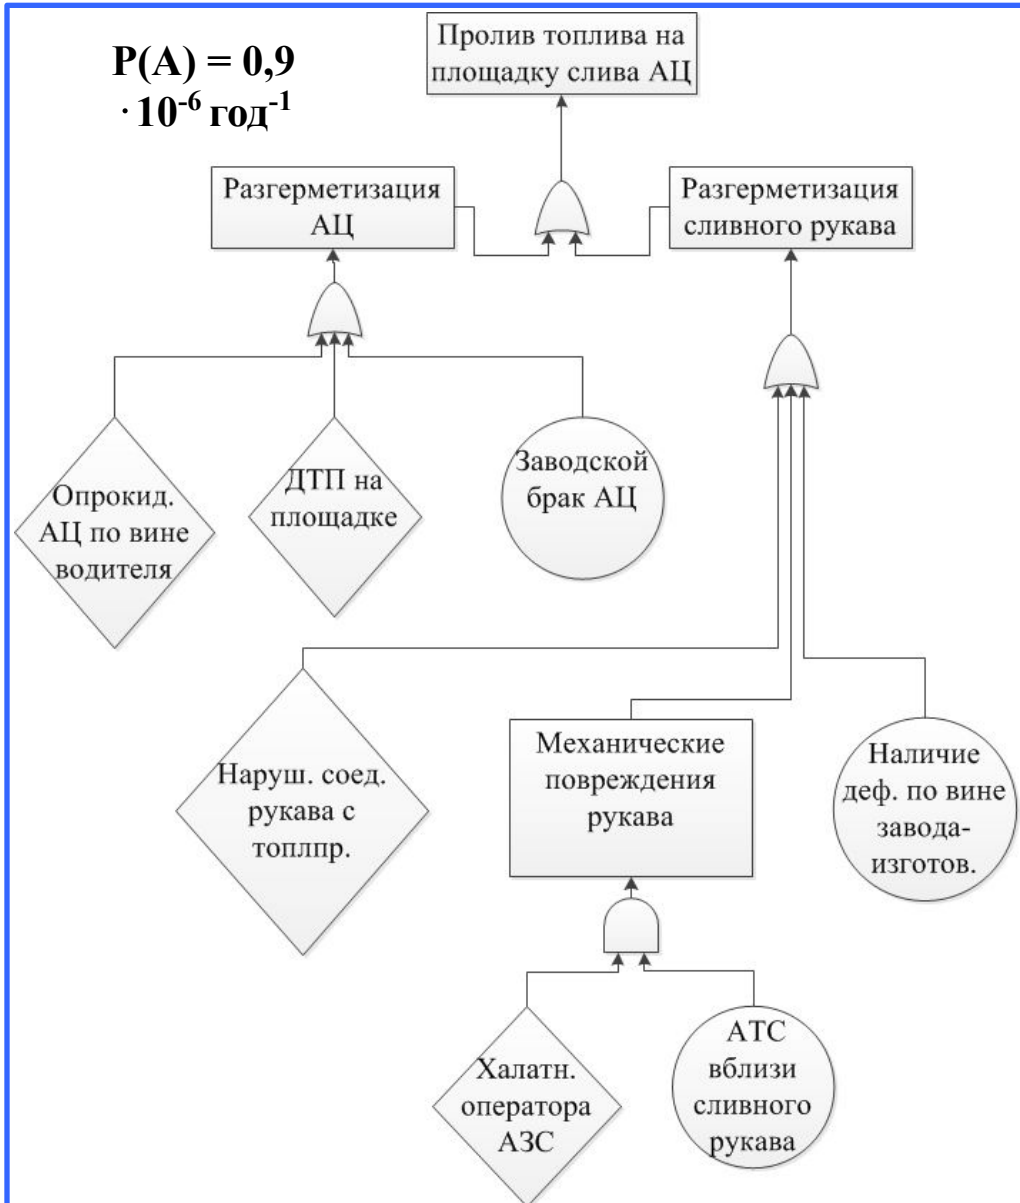 P(A) = 0,9
· 10⁻⁶ год⁻¹
Пролив топлива на
площадку слива АЦ
Разгерметизация
АЦ
Разгерметизация
сливного рукава
Опрокид.
АЦ по вине
водителя
ДТП на
площадке
Заводской
брак АЦ
Наруш. соед.
рукава с
топлпр.
Механические
повреждения
рукава
Наличие
деф. по вине
завода-
изготов.
Халатн.
оператора
АЗС
АТС
вблизи
сливного
рукава